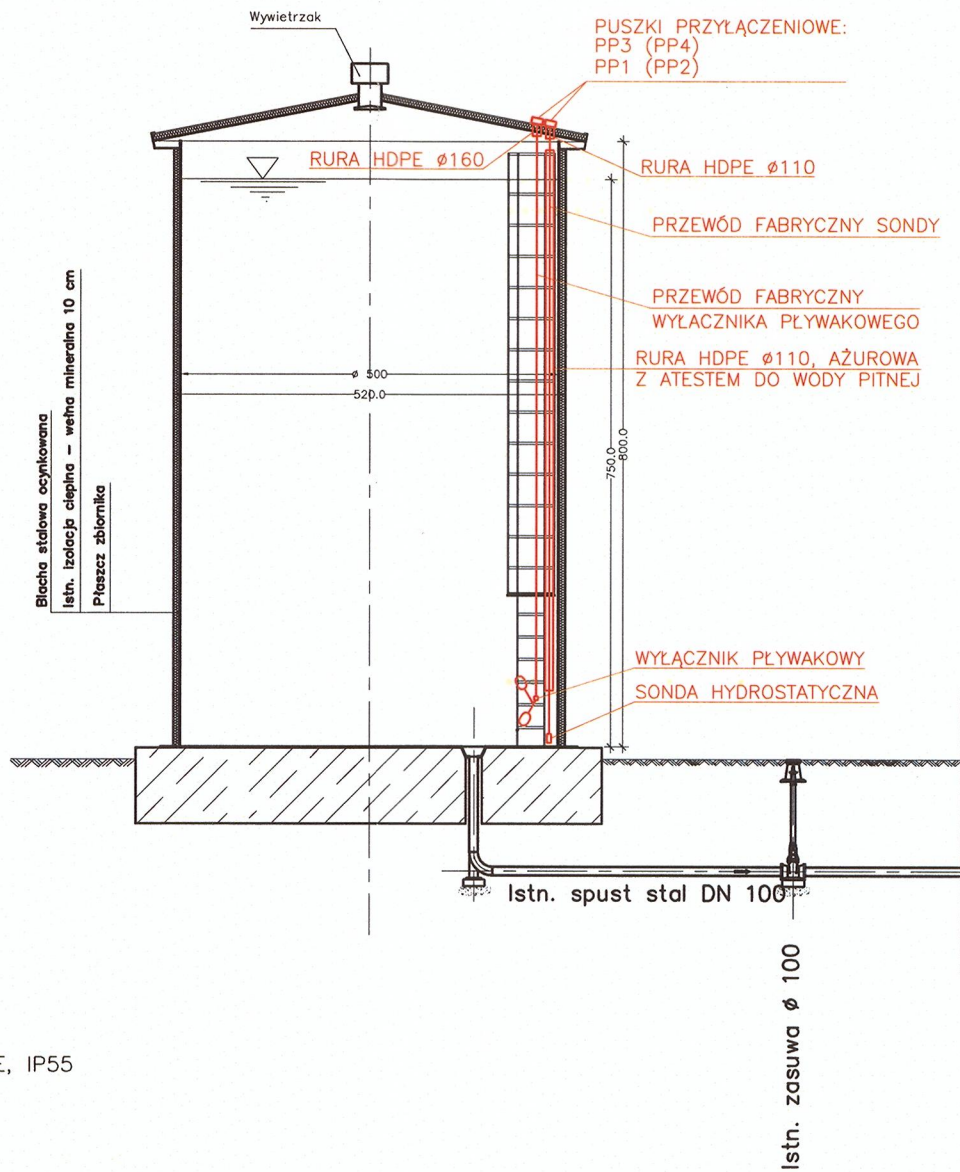 Wywietrzak
PUSZKI PRZYŁĄCZENIOWE:
PP3 (PP4)
PP1 (PP2)
RURA HDPE ø160
RURA HDPE ø110
PRZEWÓD FABRYCZNY SONDY
PRZEWÓD FABRYCZNY
WYŁACZNIKA PŁYWAKOWEGO
RURA HDPE ø110, AŻUROWA
Z ATESTEM DO WODY PITNEJ
ø 500
520.0
750.0
800.0
Blacha stalowa ocynkowana
Istn. izolacja cieplna – wełna mineralna 10 cm
Płaszcz zbiornika
WYŁĄCZNIK PŁYWAKOWY
SONDA HYDROSTATYCZNA
Istn. spust stal DN 100
Istn. zasuwa ø 100
E, IP55